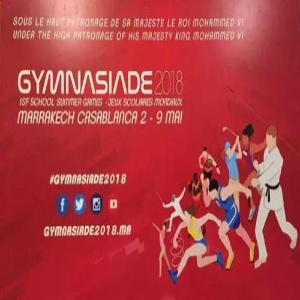 SOUS LE HAUT PATRONAGE DE SA MAJESTE LE ROI MOHAMMED VI
UNDER THE HIGH PATRONAGE OF HIS MAJESTY KING MOHAMMED VI
GYMNASIADE 2018
ISF SCHOOL SUMMER GAMES - JEUX SCOLAIRES MONDIAUX
MARRAKECH CASABLANCA 2 - 9 MAI
#GYMNASIADE2018
GYMNASIADE2018.MA